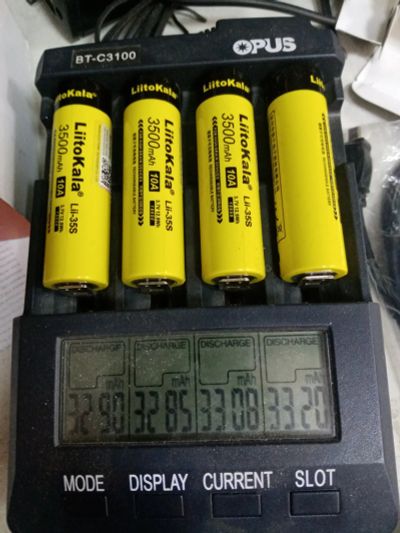 BT-C3100
OPUS
LiitoKala®
3500mAh
Lii-35S
10A
LiitoKala®
3500mAh
Lii-35S
10A
LiitoKala®
3500mAh
Lii-35S
10A
DISCHARGE DISCHARGE DISCHARGE DISCHARGE
mAh mAh mAh mAh
3290 3285 3308 3320
MODE DISPLAY CURRENT SLOT